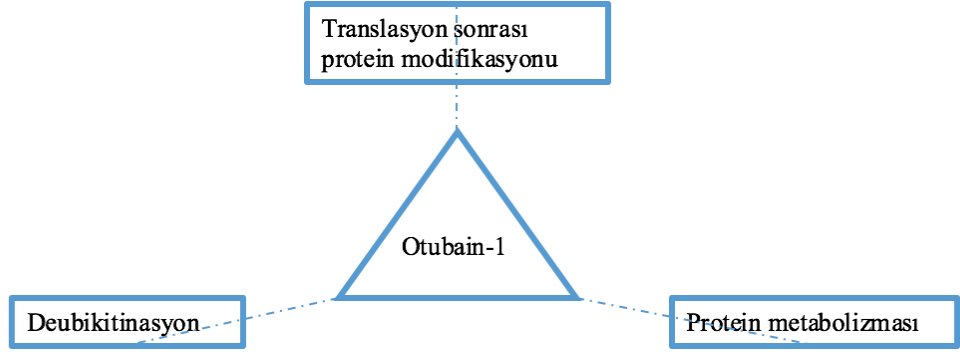 Translasyon sonrası
protein modifikasyonu
Otubain-1
Deubikitinasyon
Protein metabolizması